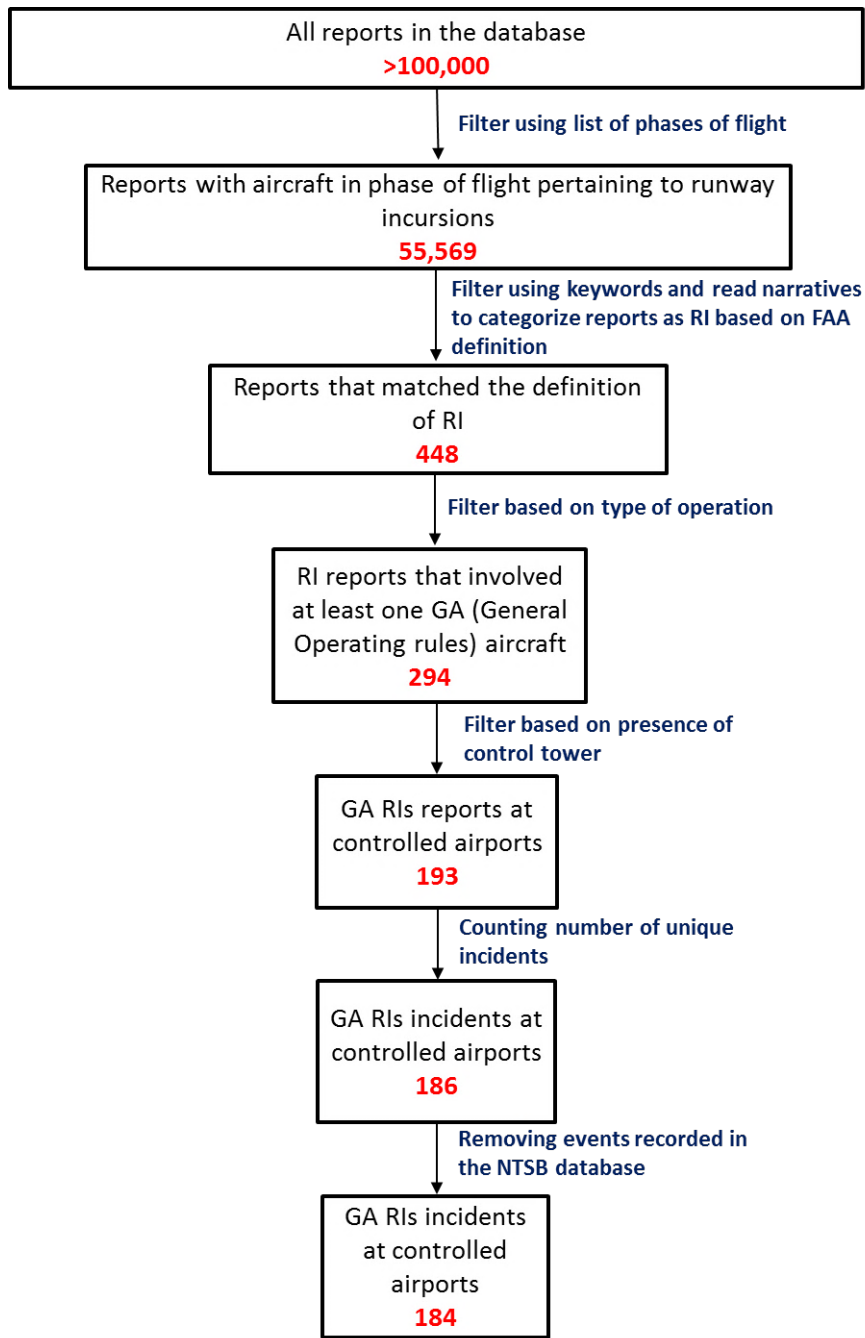 All reports in the database
>100,000
Filter using list of phases of flight
Reports with aircraft in phase of flight pertaining to runway
incursions
55,569
Filter using keywords and read narratives
to categorize reports as RI based on FAA
definition
Reports that matched the definition
of RI
448
Filter based on type of operation
RI reports that involved
at least one GA (General
Operating rules) aircraft
294
Filter based on presence of
control tower
GA RIs reports at
controlled airports
193
Counting number of unique
incidents
GA RIs incidents at
controlled airports
186
Removing events recorded in
the NTSB database
GA RIs incidents
at controlled
airports
184